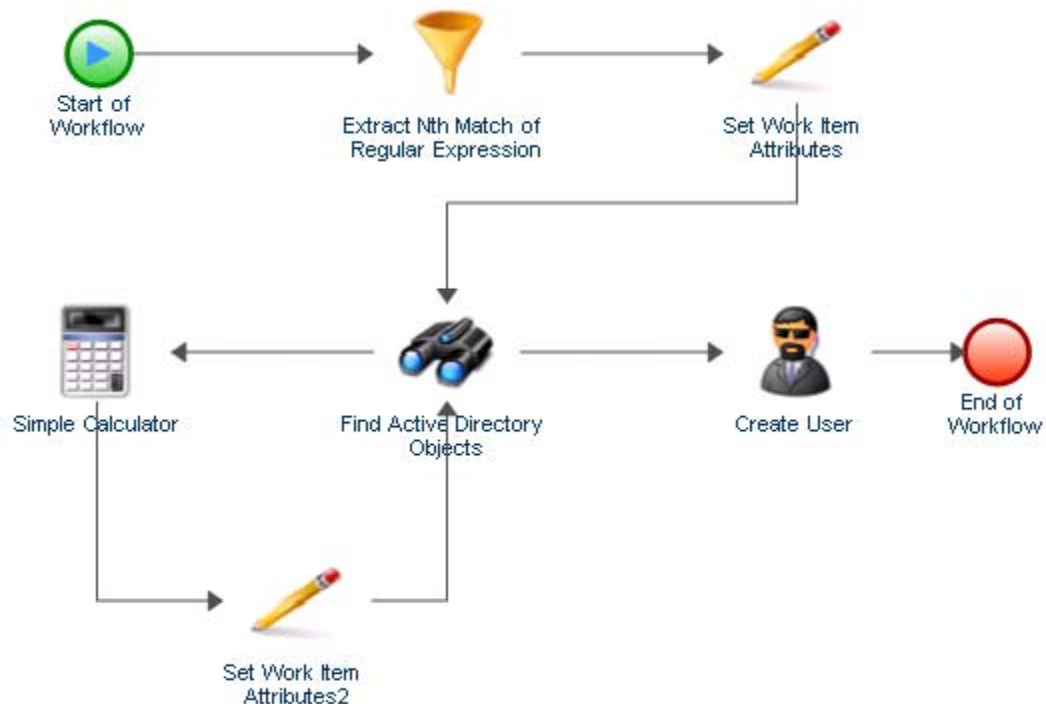 Start of
Workflow
Extract Nth Match of
Regular Expression
Set Work Item
Attributes
Simple Calculator
Find Active Directory
Objects
Create User
End of
Workflow
Set Work Item
Attributes2